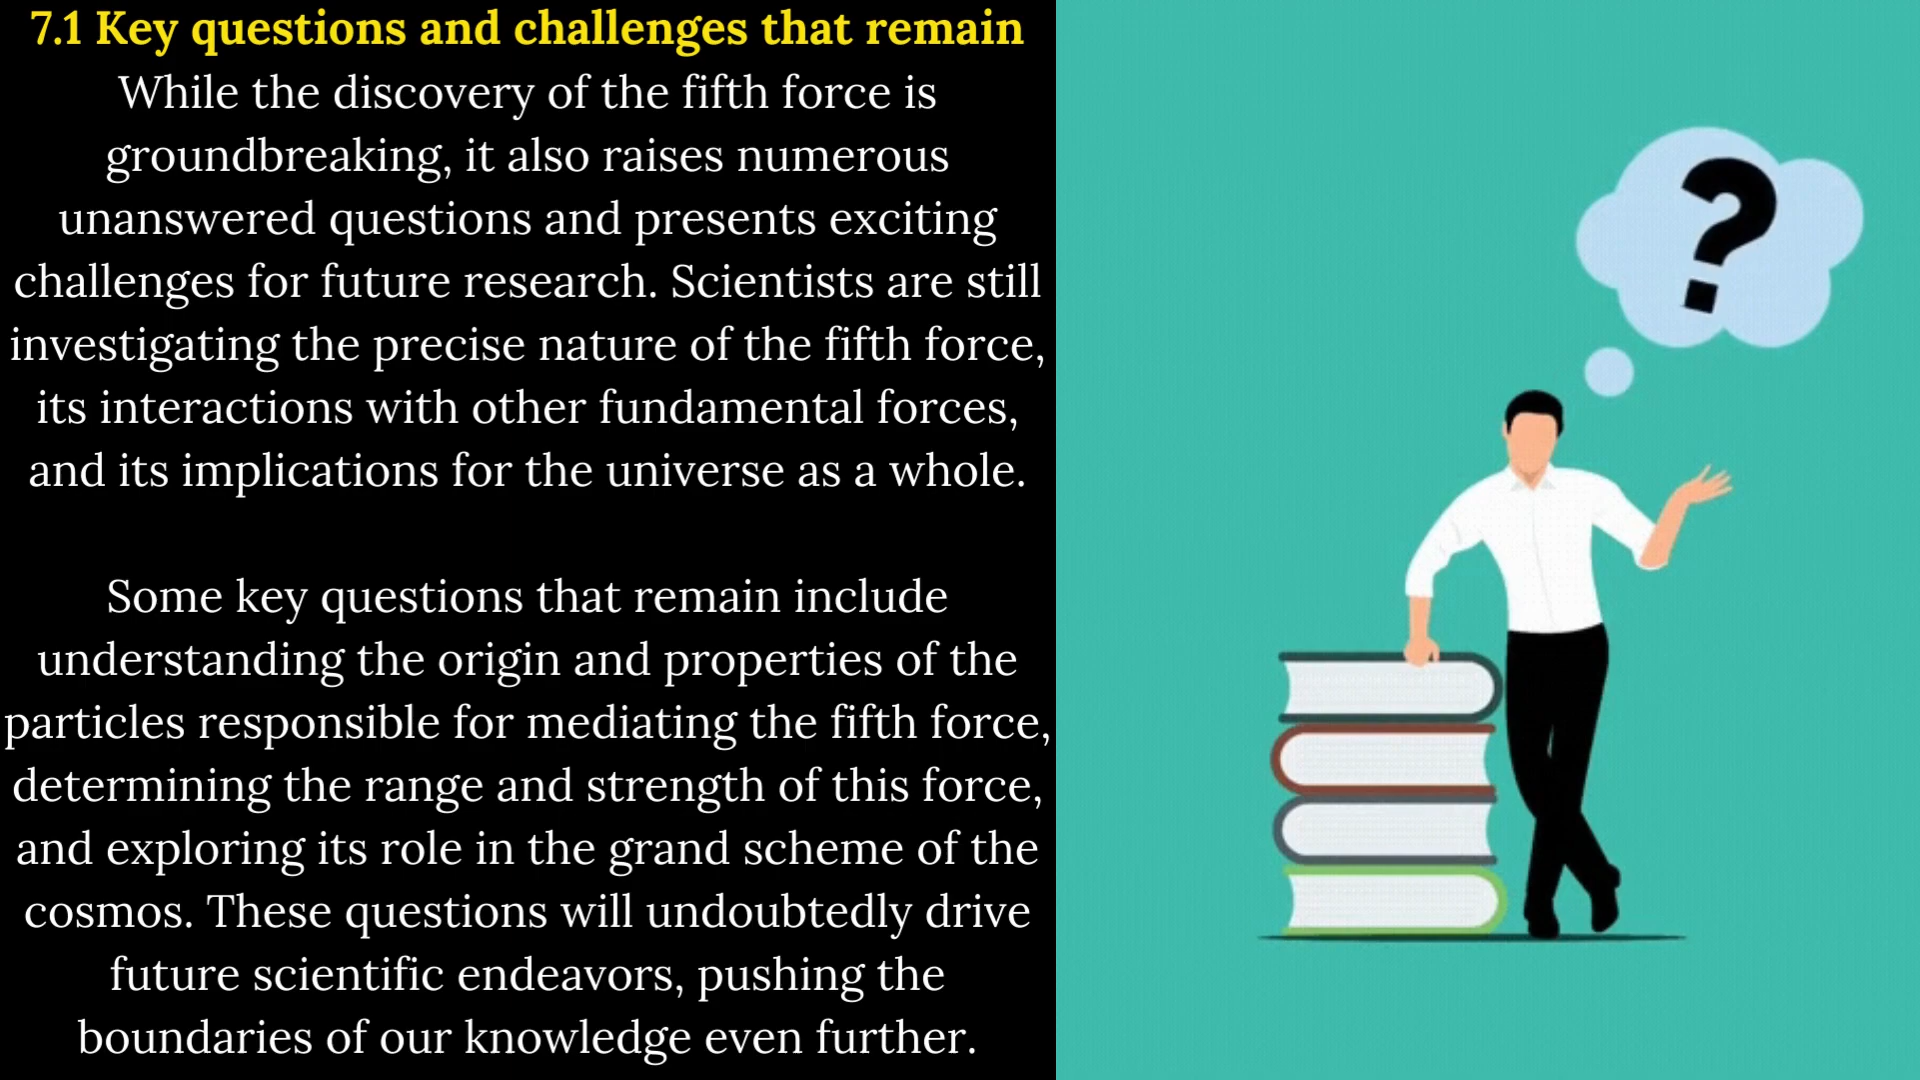 7.1 Key questions and challenges that remain
While the discovery of the fifth force is
groundbreaking, it also raises numerous
unanswered questions and presents exciting
challenges for future research. Scientists are still
investigating the precise nature of the fifth force,
its interactions with other fundamental forces,
and its implications for the universe as a whole.
Some key questions that remain include
understanding the origin and properties of the
particles responsible for mediating the fifth force,
determining the range and strength of this force,
and exploring its role in the grand scheme of the
cosmos. These questions will undoubtedly drive
future scientific endeavors, pushing the
boundaries of our knowledge even further.
?